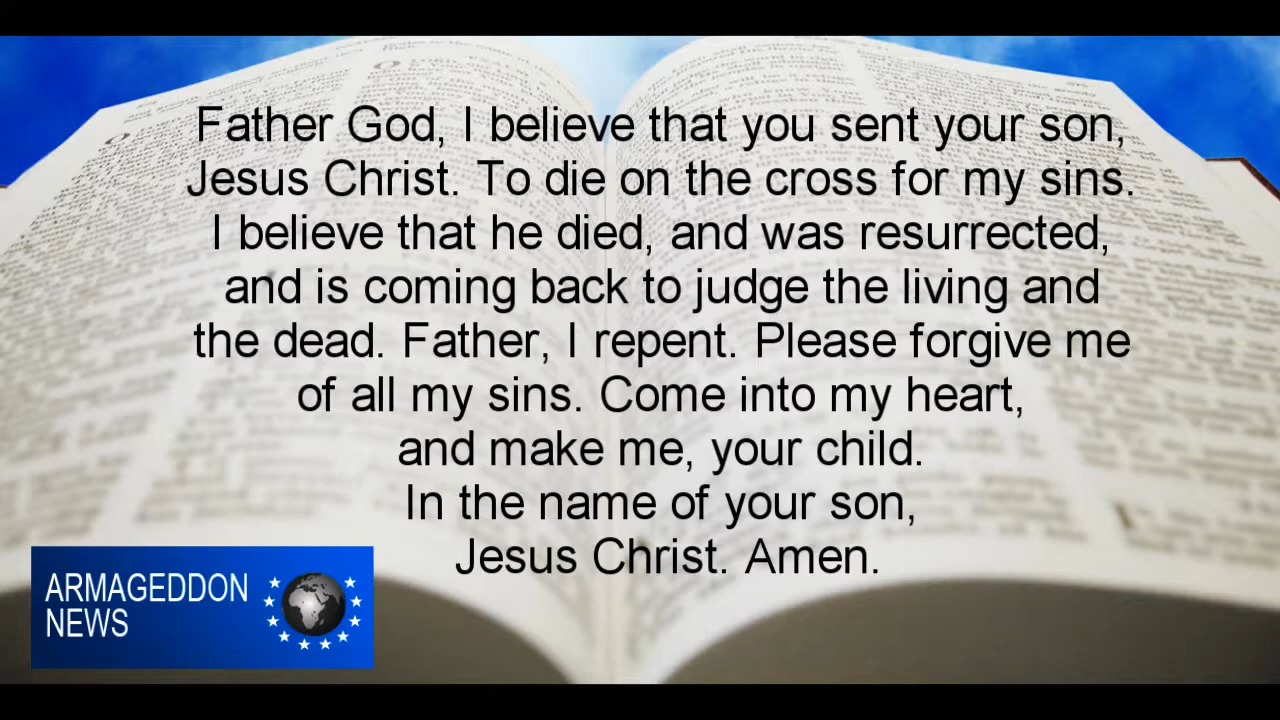 Father God, I believe that you sent your son,
Jesus Christ. To die on the cross for my sins.
I believe that he died, and was resurrected,
and is coming back to judge the living and
the dead. Father, I repent. Please forgive me
of all my sins. Come into my heart,
and make me, your child.
In the name of your son,
Jesus Christ. Amen.
ARMAGEDDON
NEWS